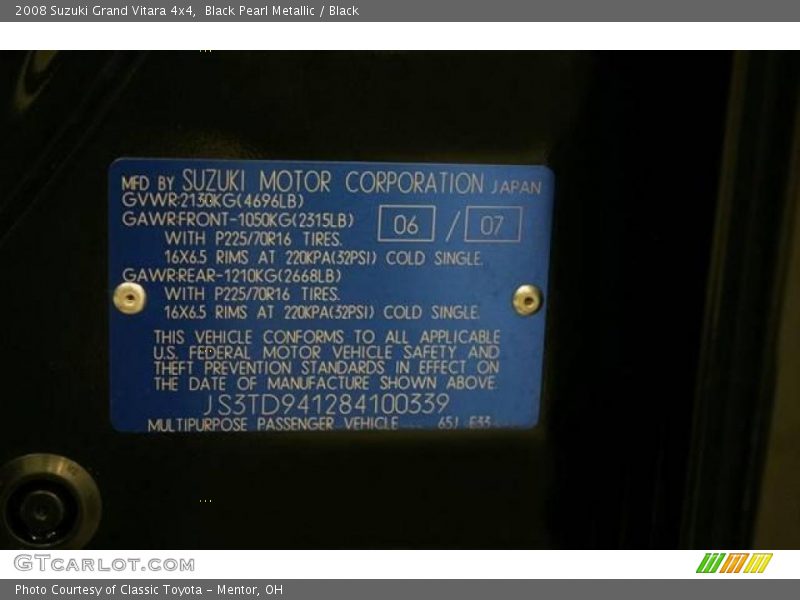 2008 Suzuki Grand Vitara 4x4,  Black Pearl Metallic / Black
MFD BY SUZUKI MOTOR CORPORATION JAPAN
GVWR:2130KG(4696LB)
GAWR:FRONT-1050KG(2315LB) 06 / 07
WITH P225/70R16 TIRES.
16X6.5 RIMS AT 220KPA(32PSI) COLD SINGLE.
GAWR:REAR-1210KG(2668LB)
WITH P225/70R16 TIRES.
16X6.5 RIMS AT 220KPA(32PSI) COLD SINGLE.
THIS VEHICLE CONFORMS TO ALL APPLICABLE
U.S. FEDERAL MOTOR VEHICLE SAFETY AND
THEFT PREVENTION STANDARDS IN EFFECT ON
THE DATE OF MANUFACTURE SHOWN ABOVE.
JS3TD941284100339
MULTIPURPOSE PASSENGER VEHICLE 65J E33
GTCARLOT.COM
Photo Courtesy of Classic Toyota - Mentor, OH